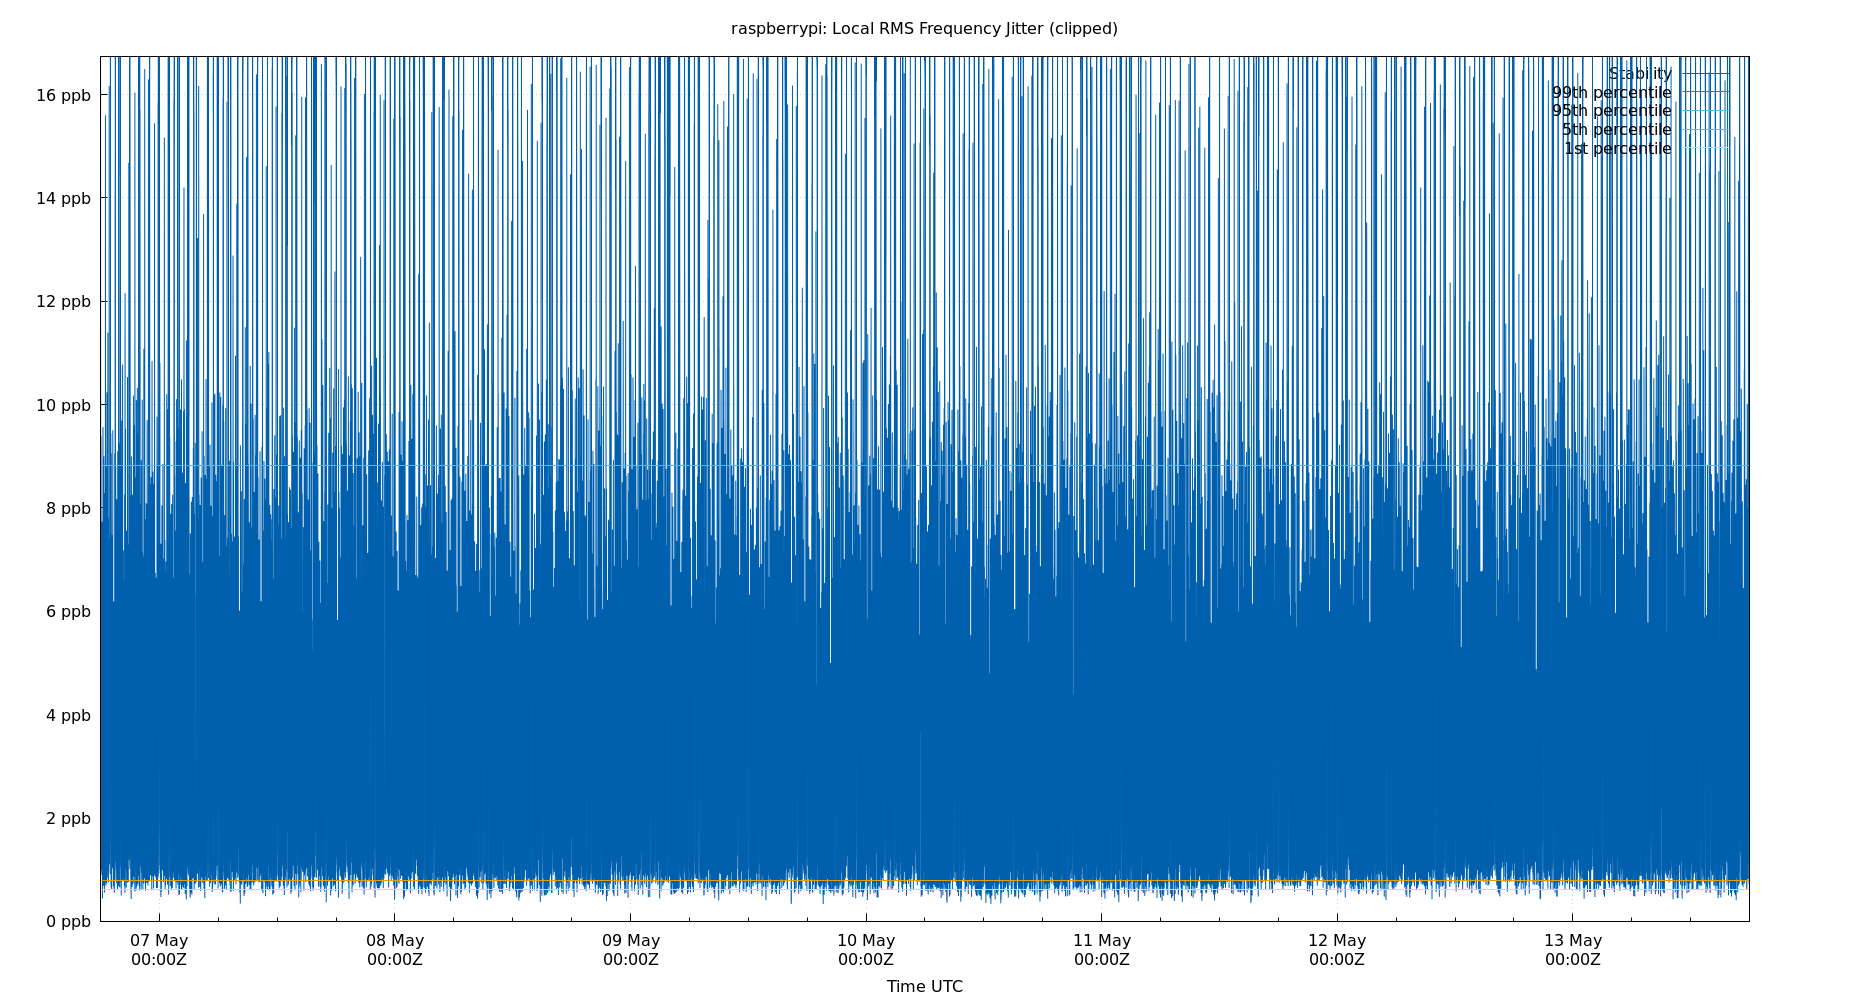 raspberrypi: Local RMS Frequency Jitter (clipped)
Stability
99th percentile
95th percentile
5th percentile
1st percentile
16 ppb
14 ppb
12 ppb
10 ppb
8 ppb
6 ppb
4 ppb
2 ppb
0 ppb
07 May 08 May 09 May 10 May 11 May 12 May 13 May
00:00Z 00:00Z 00:00Z 00:00Z 00:00Z 00:00Z 00:00Z
Time UTC